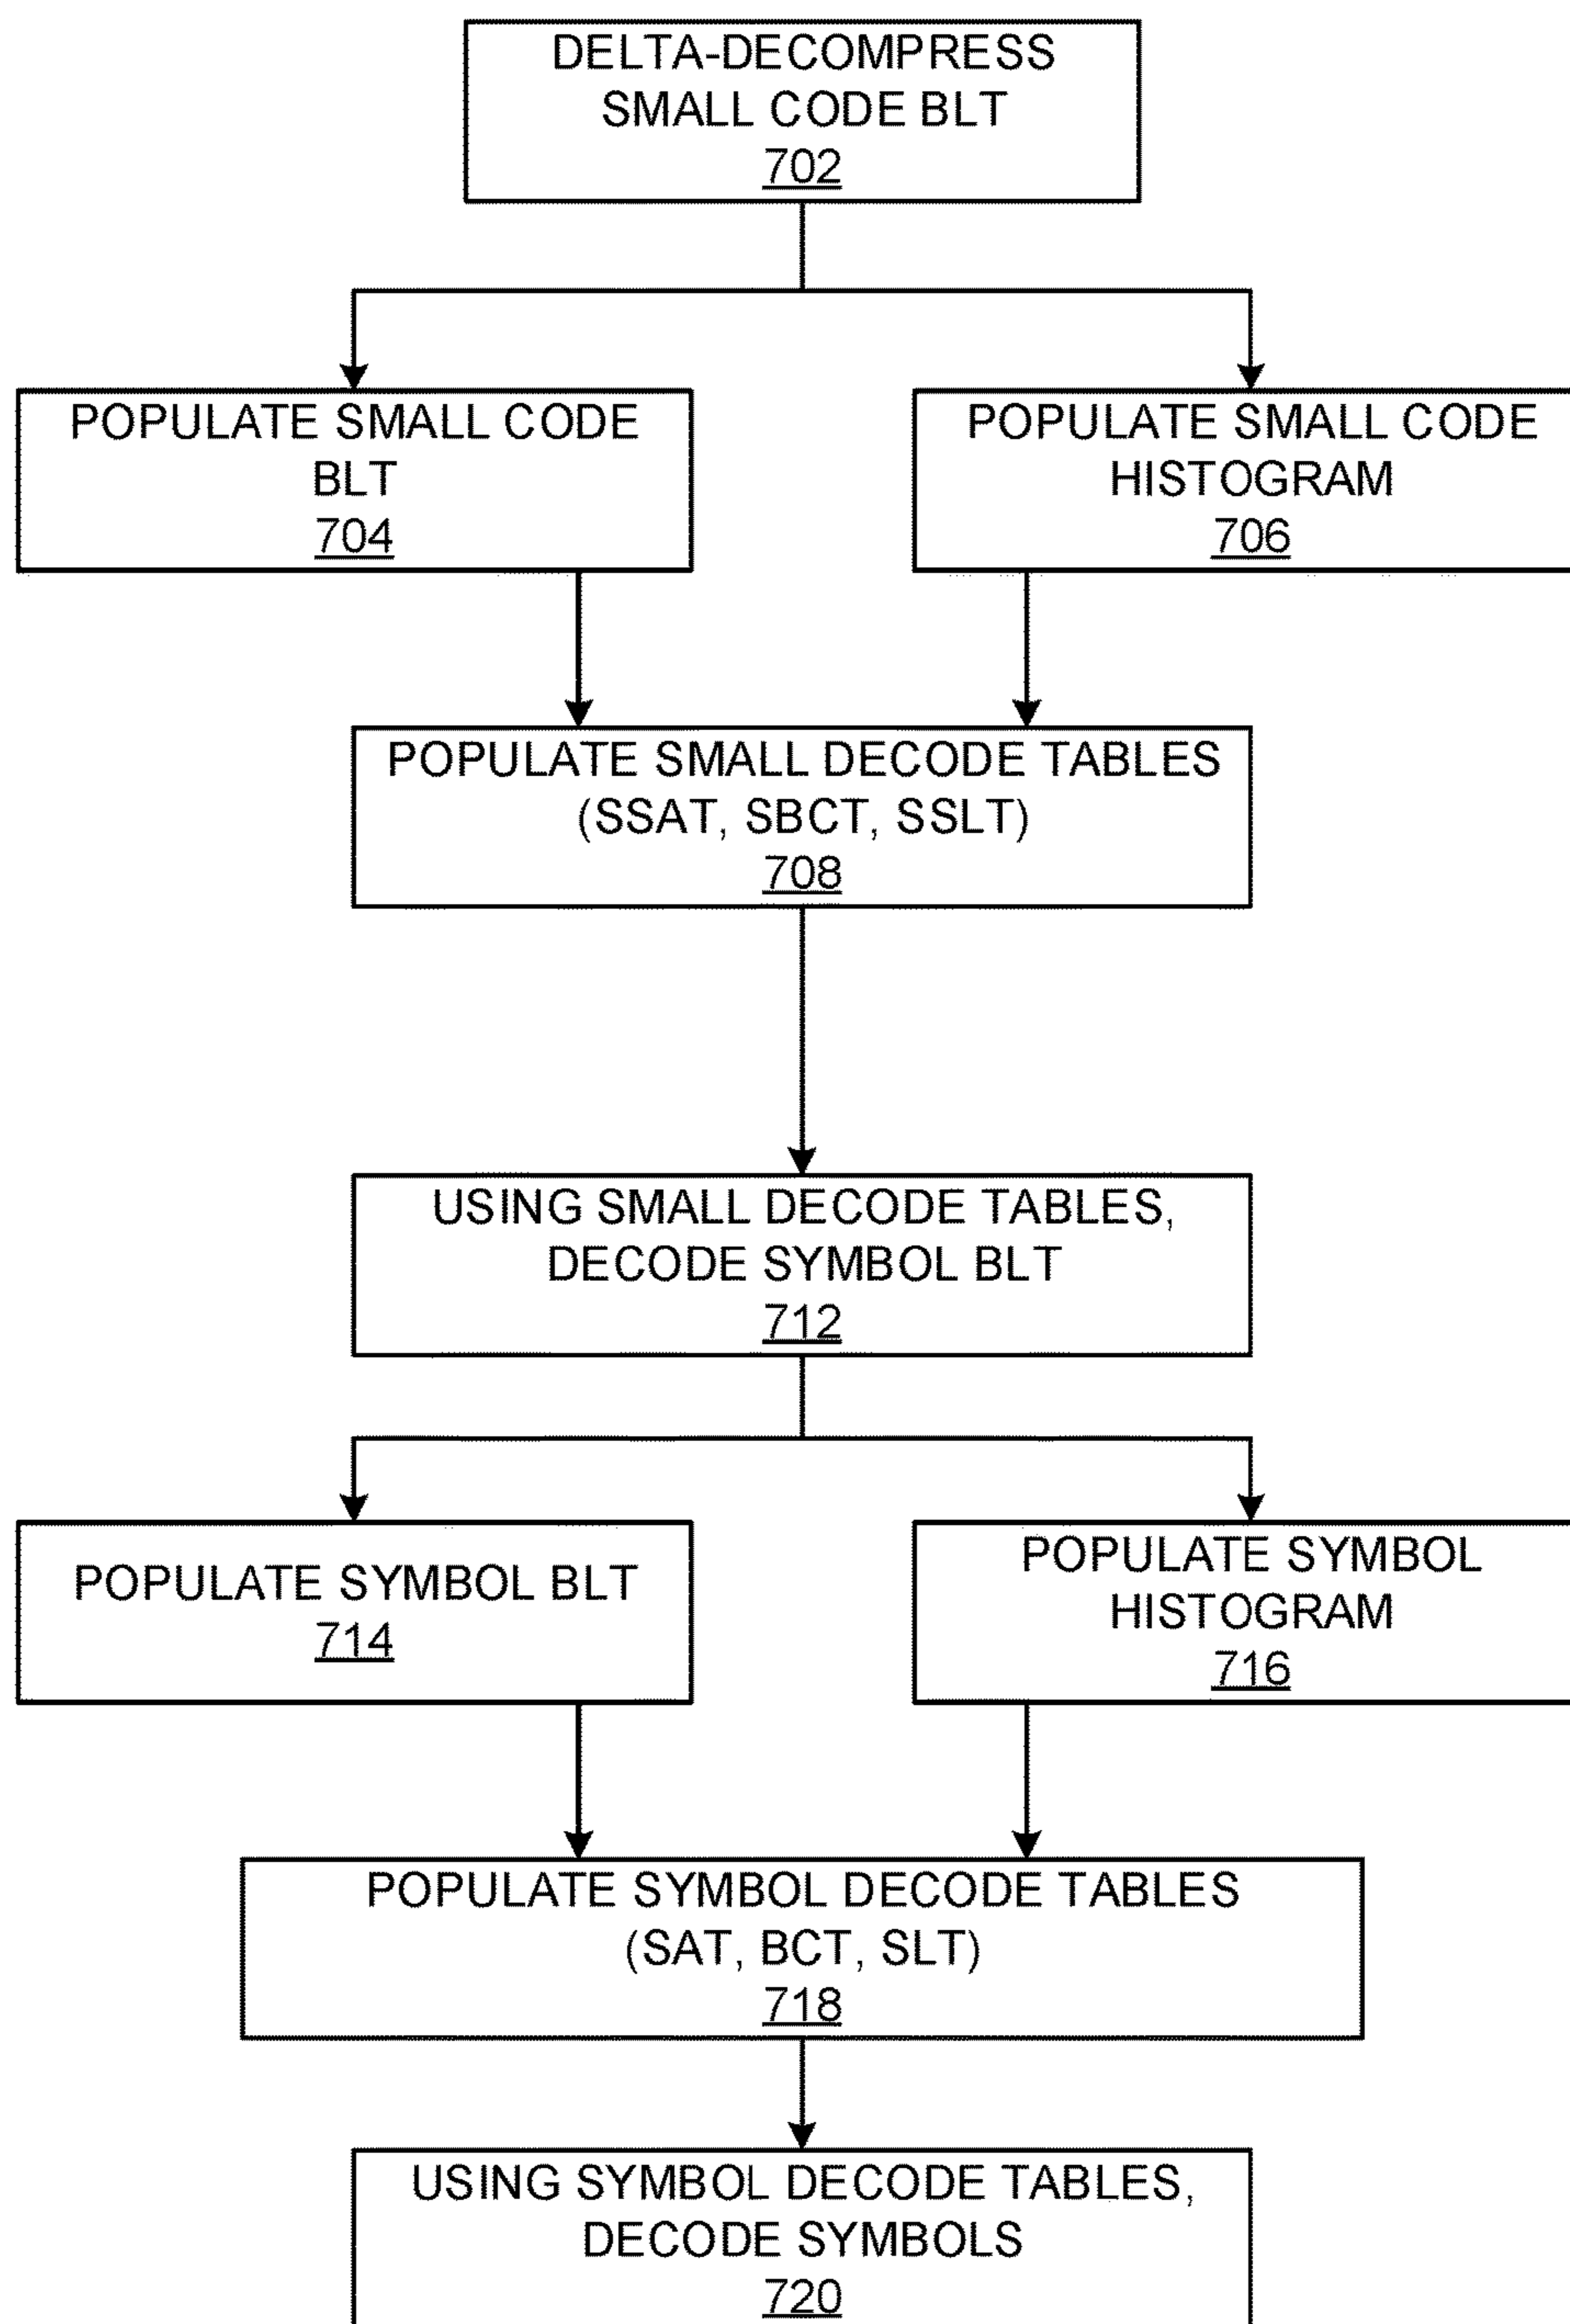 DELTA-DECOMPRESS
SMALL CODE BLT
702
POPULATE SMALL CODE
BLT
704
POPULATE SMALL CODE
HISTOGRAM
706
POPULATE SMALL DECODE TABLES
(SSAT, SBCT, SSLT)
708
USING SMALL DECODE TABLES,
DECODE SYMBOL BLT
712
POPULATE SYMBOL BLT
714
POPULATE SYMBOL
HISTOGRAM
716
POPULATE SYMBOL DECODE TABLES
(SAT, BCT, SLT)
718
USING SYMBOL DECODE TABLES,
DECODE SYMBOLS
720